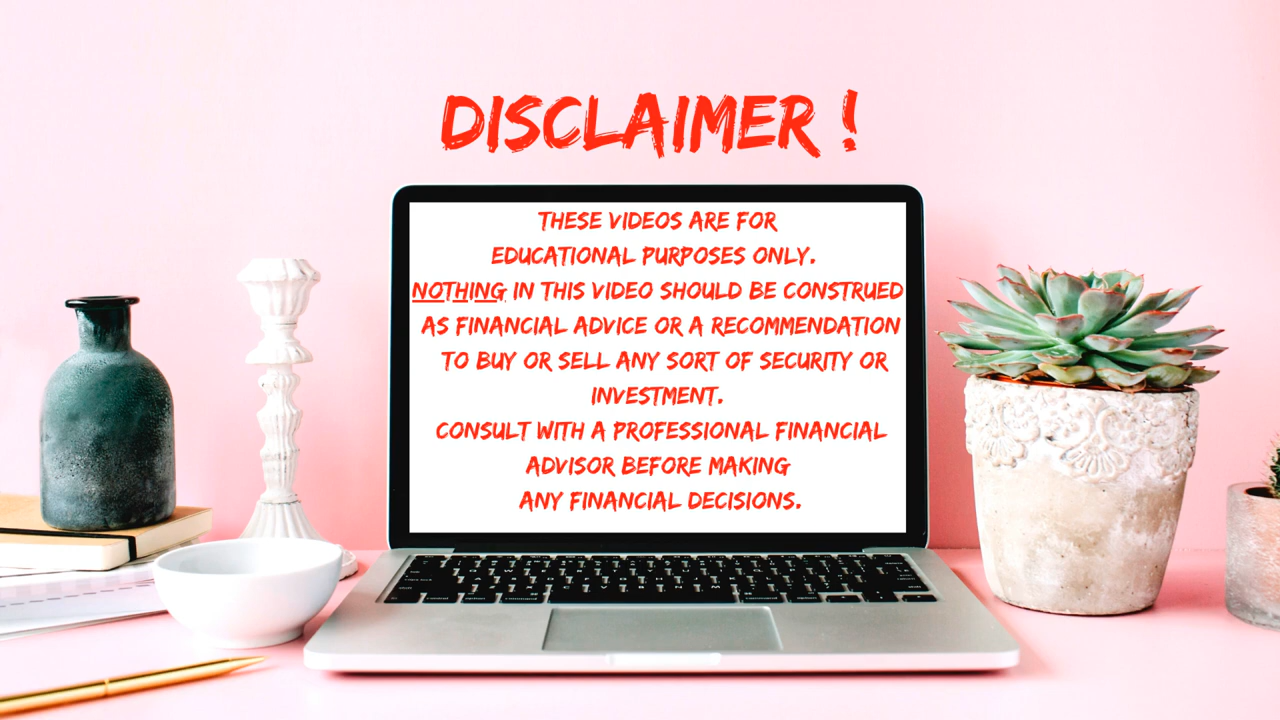 DISCLAIMER !
THESE VIDEOS ARE FOR
EDUCATIONAL PURPOSES ONLY.
NOTHING IN THIS VIDEO SHOULD BE CONSTRUED
AS FINANCIAL ADVICE OR A RECOMMENDATION
TO BUY OR SELL ANY SORT OF SECURITY OR
INVESTMENT.
CONSULT WITH A PROFESSIONAL FINANCIAL
ADVISOR BEFORE MAKING
ANY FINANCIAL DECISIONS.